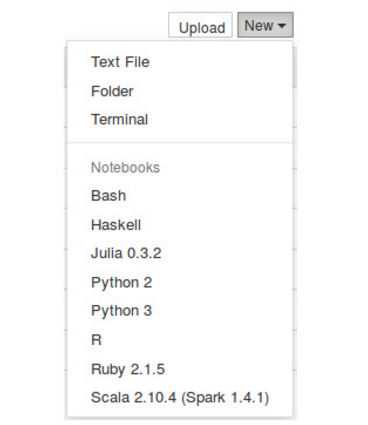 Upload New
Text File
Folder
Terminal
Notebooks
Bash
Haskell
Julia 0.3.2
Python 2
Python 3
R
Ruby 2.1.5
Scala 2.10.4 (Spark 1.4.1)